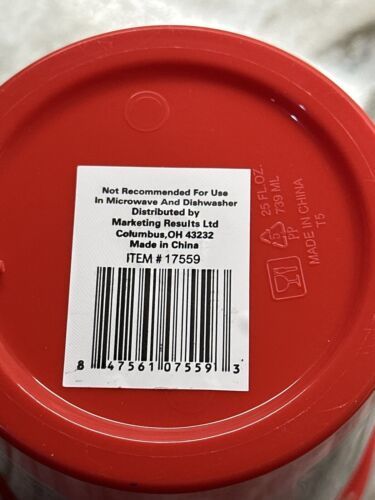 Not Recommended For Use
In Microwave And Dishwasher
Distributed by
Marketing Results Ltd
Columbus,OH 43232
Made in China
ITEM # 17559
8 47561 07559 3
25 FL.OZ.
739 ML
5
PP
MADE IN CHINA
T5